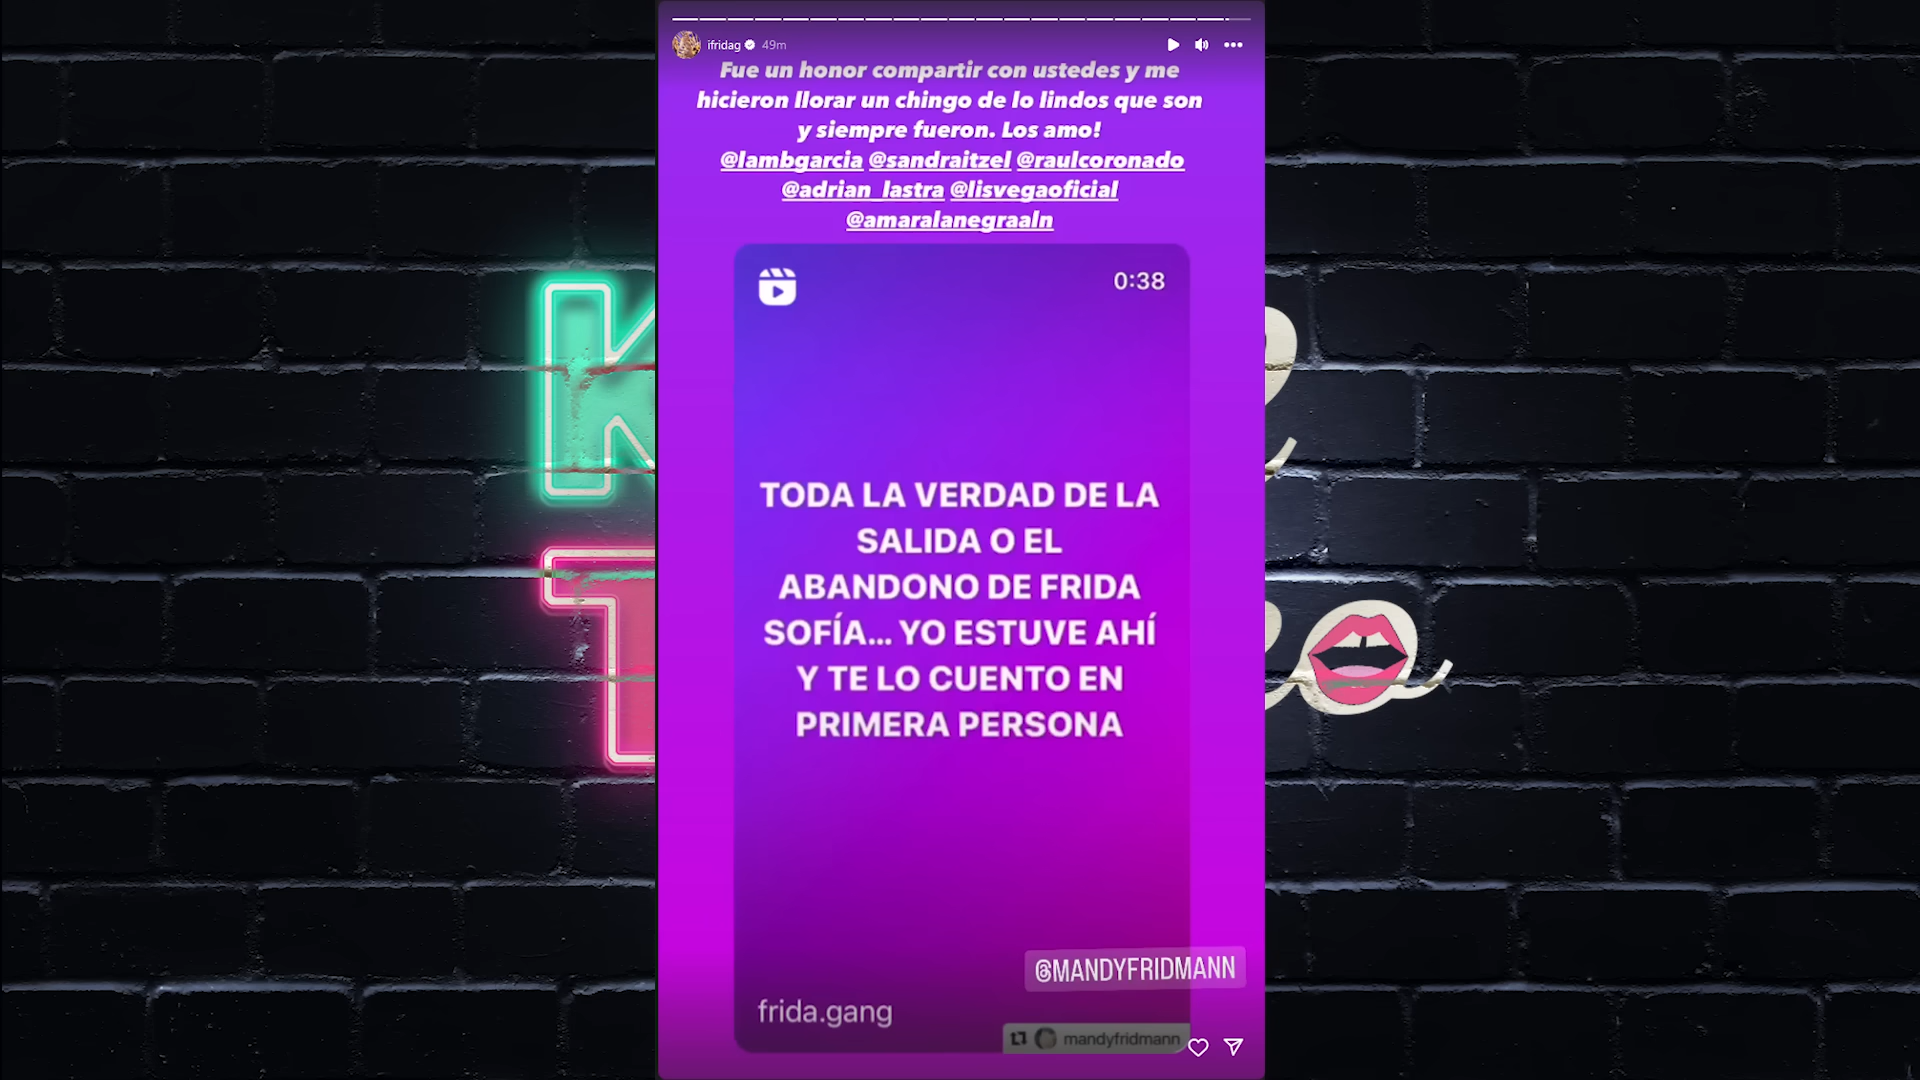 ifridag 49m
Fue un honor compartir con ustedes y me
hicieron llorar un chingo de lo lindos que son
y siempre fueron. Los amo!
@lambgarcia @sandraitzel @raulcoronado
@adrian_lastra @lisvegaoficial
@amaralanegraaln
0:38
TODA LA VERDAD DE LA
SALIDA O EL
ABANDONO DE FRIDA
SOFÍA... YO ESTUVE AHÍ
Y TE LO CUENTO EN
PRIMERA PERSONA
@MANDYFRIDMANN
frida.gang
mandyfridmann
K